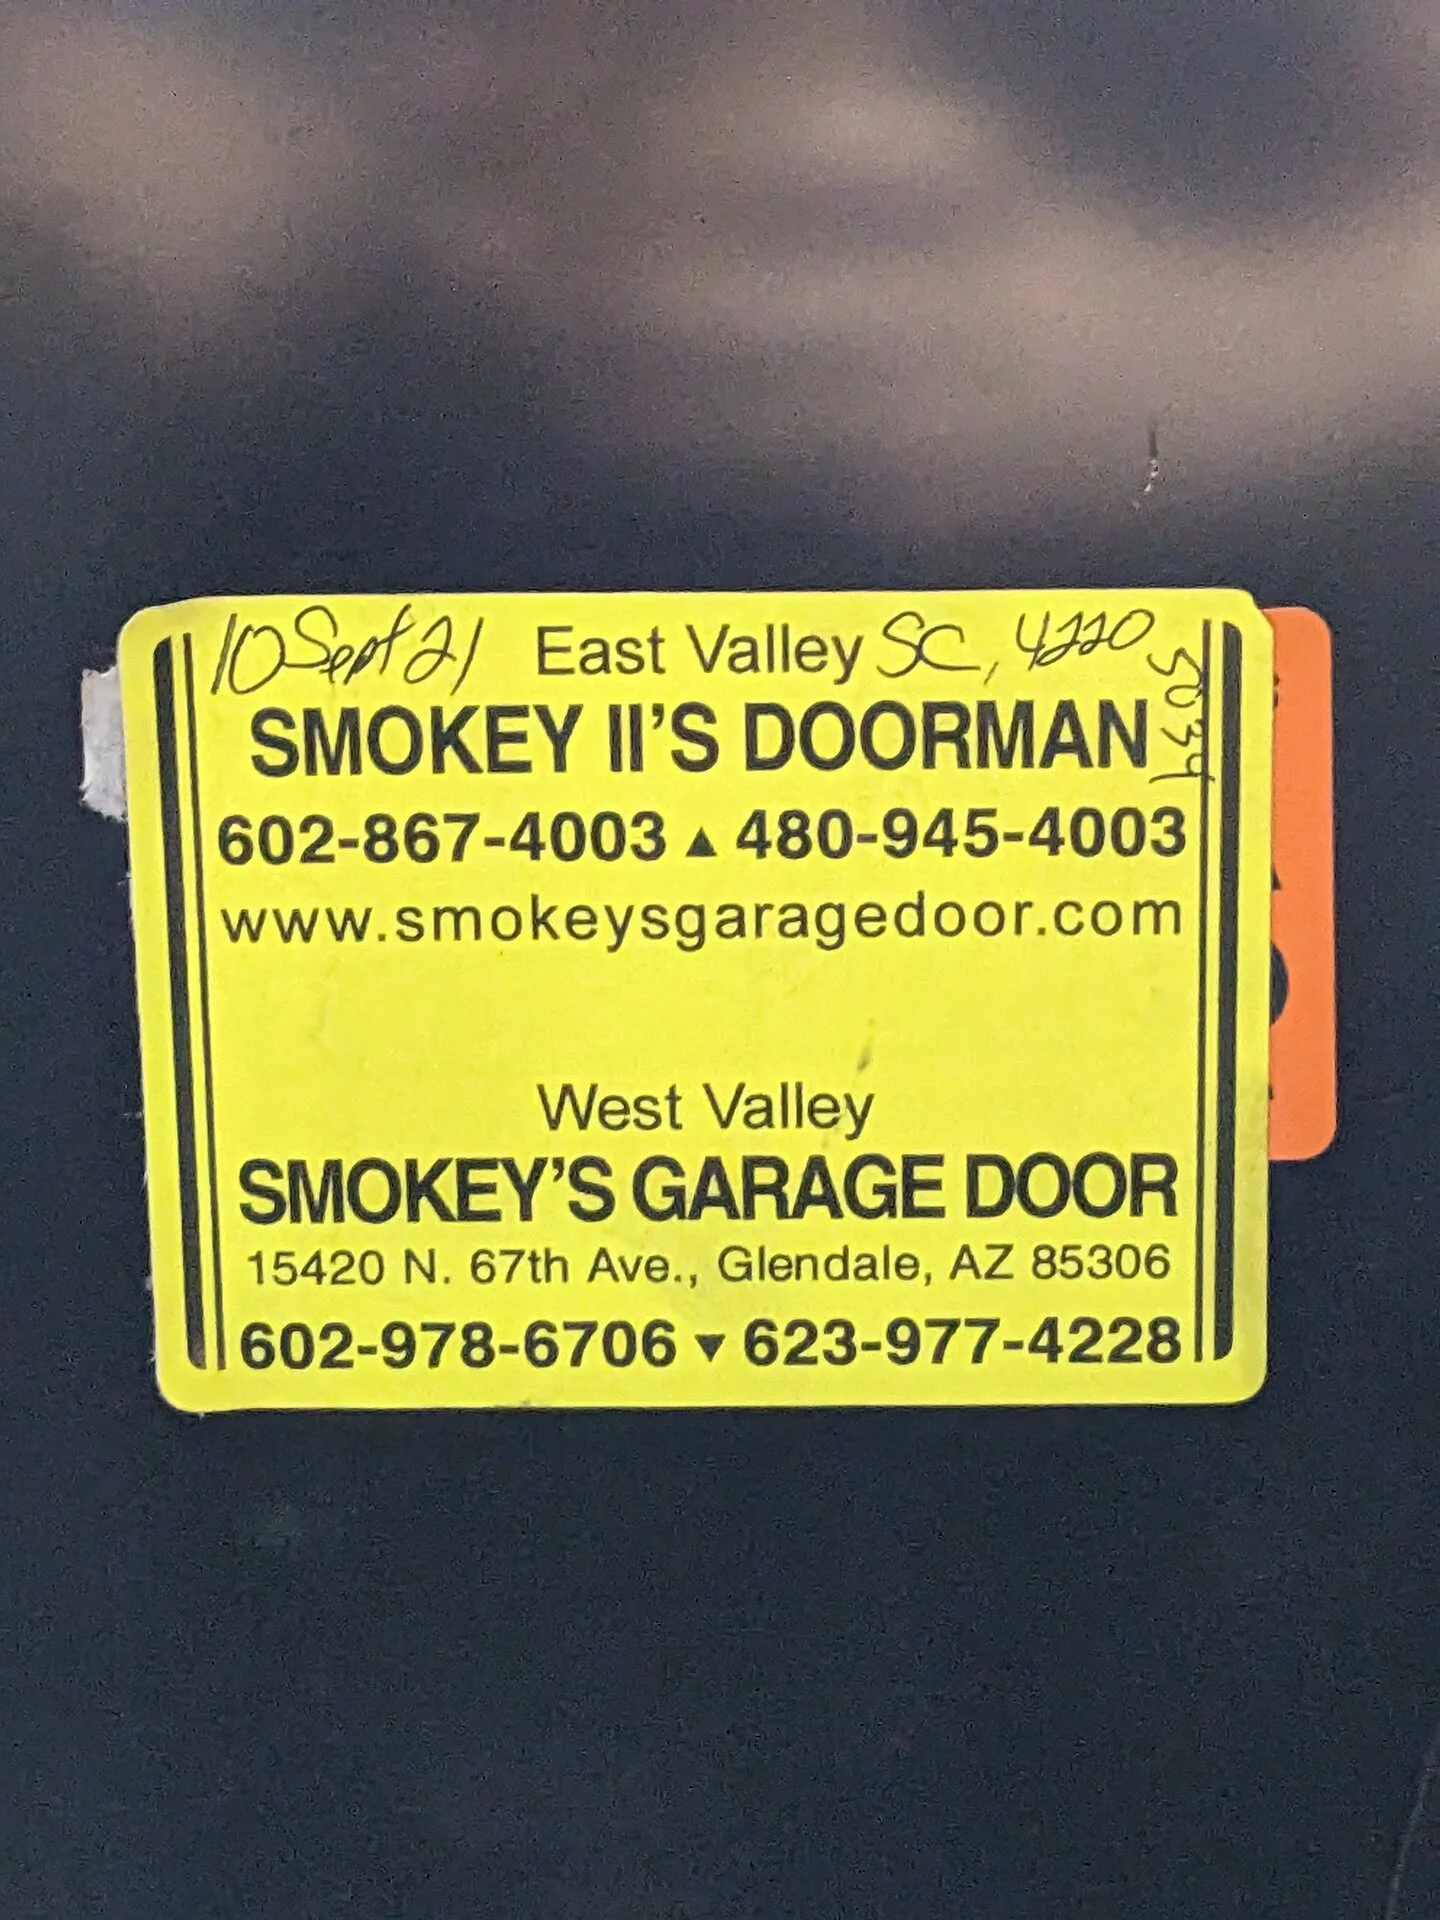 10 Sept 21 East Valley SC, 4220
5034
SMOKEY II'S DOORMAN
602-867-4003 ▲ 480-945-4003
www.smokeysgaragedoor.com
West Valley
SMOKEY'S GARAGE DOOR
15420 N. 67th Ave., Glendale, AZ 85306
602-978-6706 ▼ 623-977-4228